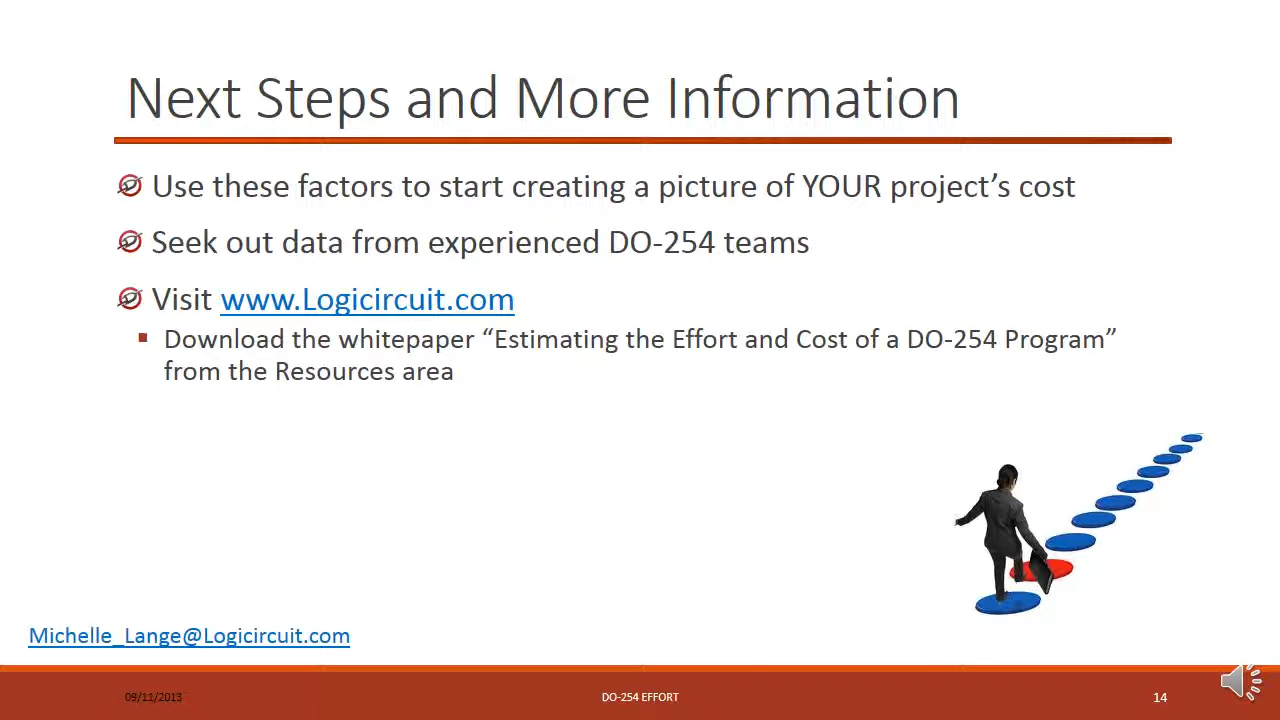 Next Steps and More Information
Use these factors to start creating a picture of YOUR project’s cost
Seek out data from experienced DO-254 teams
Visit www.Logicircuit.com
Download the whitepaper “Estimating the Effort and Cost of a DO-254 Program”
from the Resources area
Michelle_Lange@Logicircuit.com
09/11/2013
DO-254 EFFORT
14